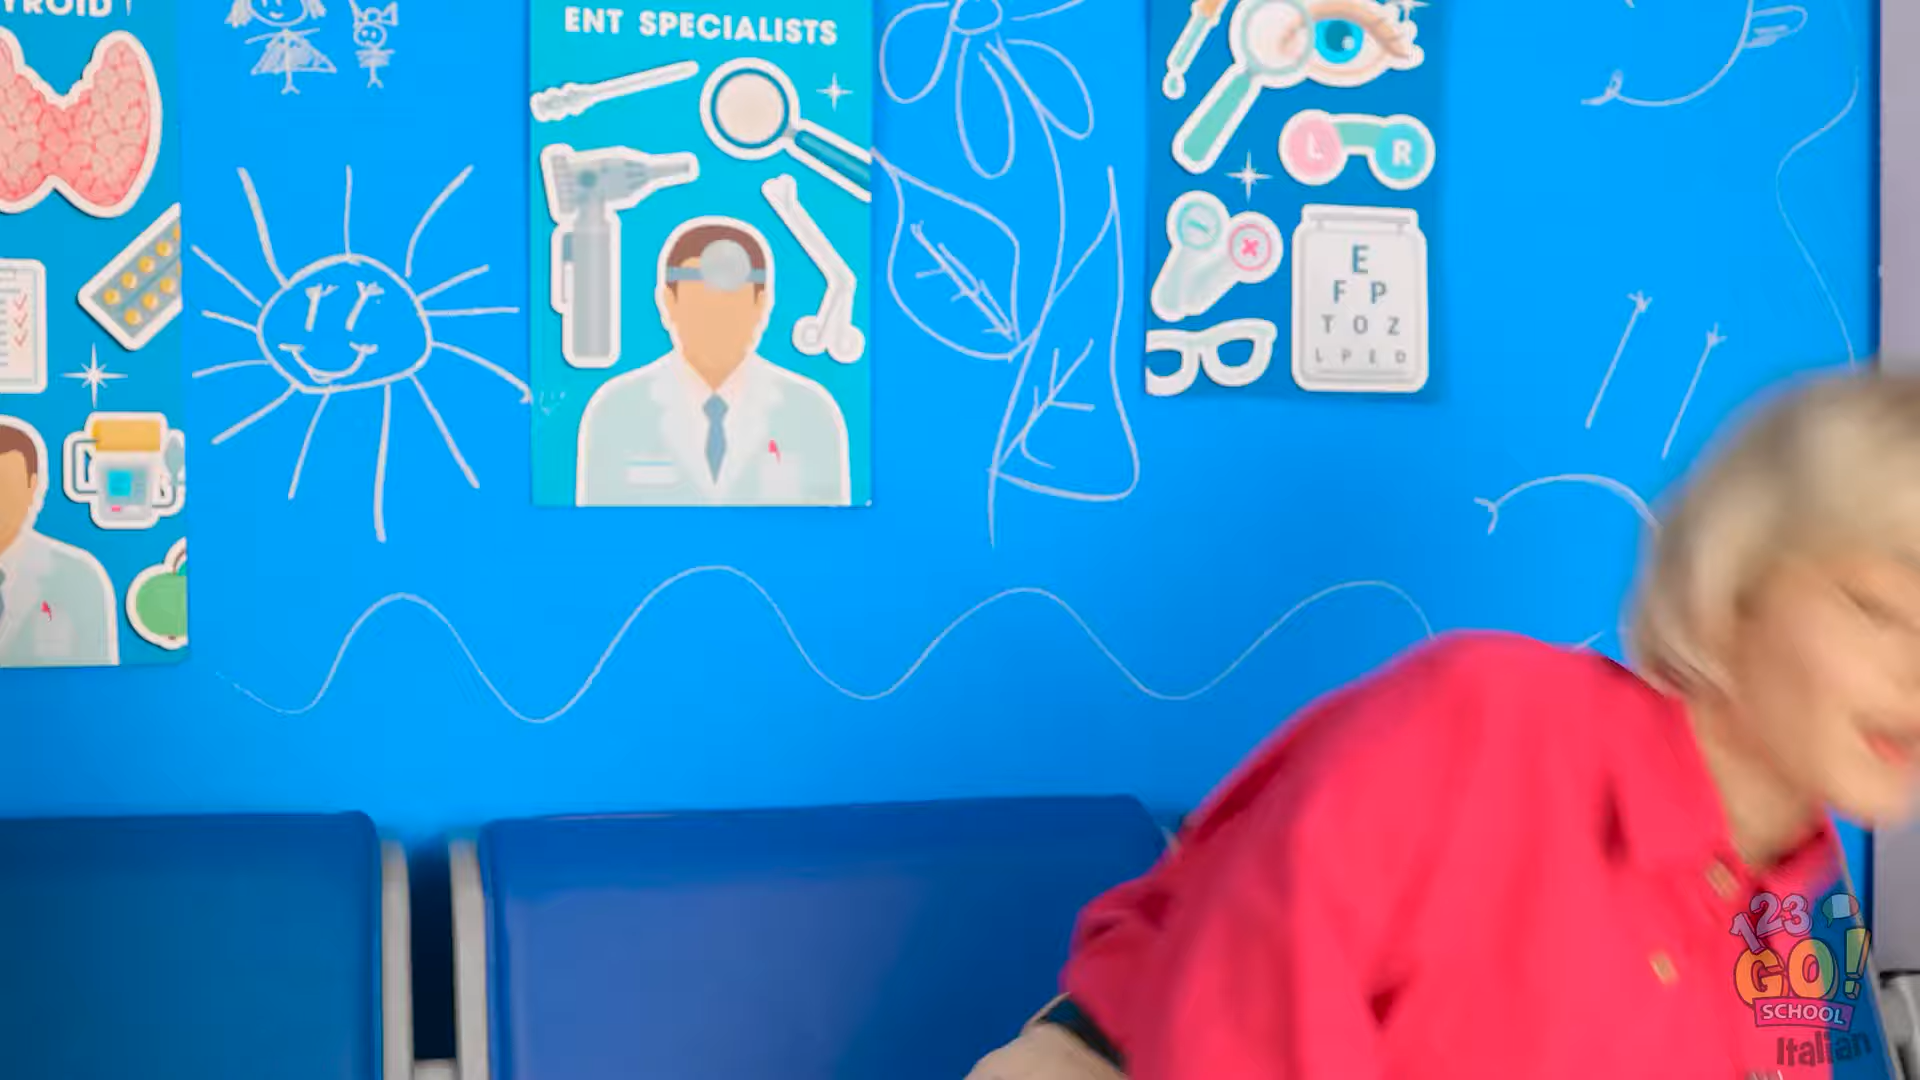 YROID
ENT SPECIALISTS
L R
E
F P
T O Z
L P E D
123
GO!
SCHOOL
Italian